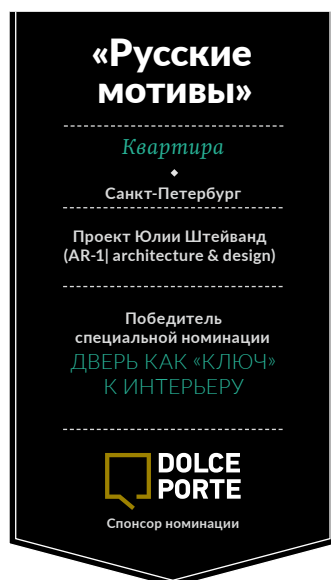 «Русские
мотивы»
Квартира
Санкт-Петербург
Проект Юлии Штейванд
(AR-1| architecture & design)
Победитель
специальной номинации
ДВЕРЬ КАК «КЛЮЧ»
К ИНТЕРЬЕРУ
DOLCE
PORTE
Спонсор номинации